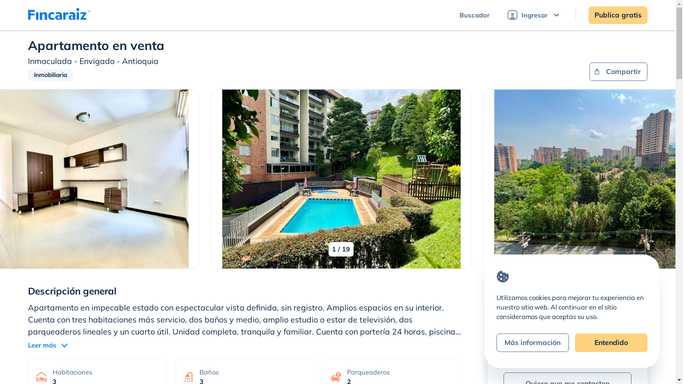 Fincaraiz
Buscador
Ingresar
Publica gratis
Apartamento en venta
Inmaculada - Envigado - Antioquia
Inmobiliaria
Compartir
1 / 19
Descripción general
Apartamento en impecable estado con espectacular vista definida, sin registro. Amplios espacios en su interior.
Cuenta con tres habitaciones más servicio, dos baños y medio, amplio estudio o estar de televisión, dos
parqueaderos lineales y un cuarto útil. Unidad completa, tranquila y familiar. Cuenta con portería 24 horas, piscina...
Leer más
Habitaciones
3
Baños
3
Parqueaderos
2
Utilizamos cookies para mejorar tu experiencia en
nuestro sitio web. Al continuar en el sitio
consideramos que aceptas su uso.
Más información
Entendido
Quiero que me contacten